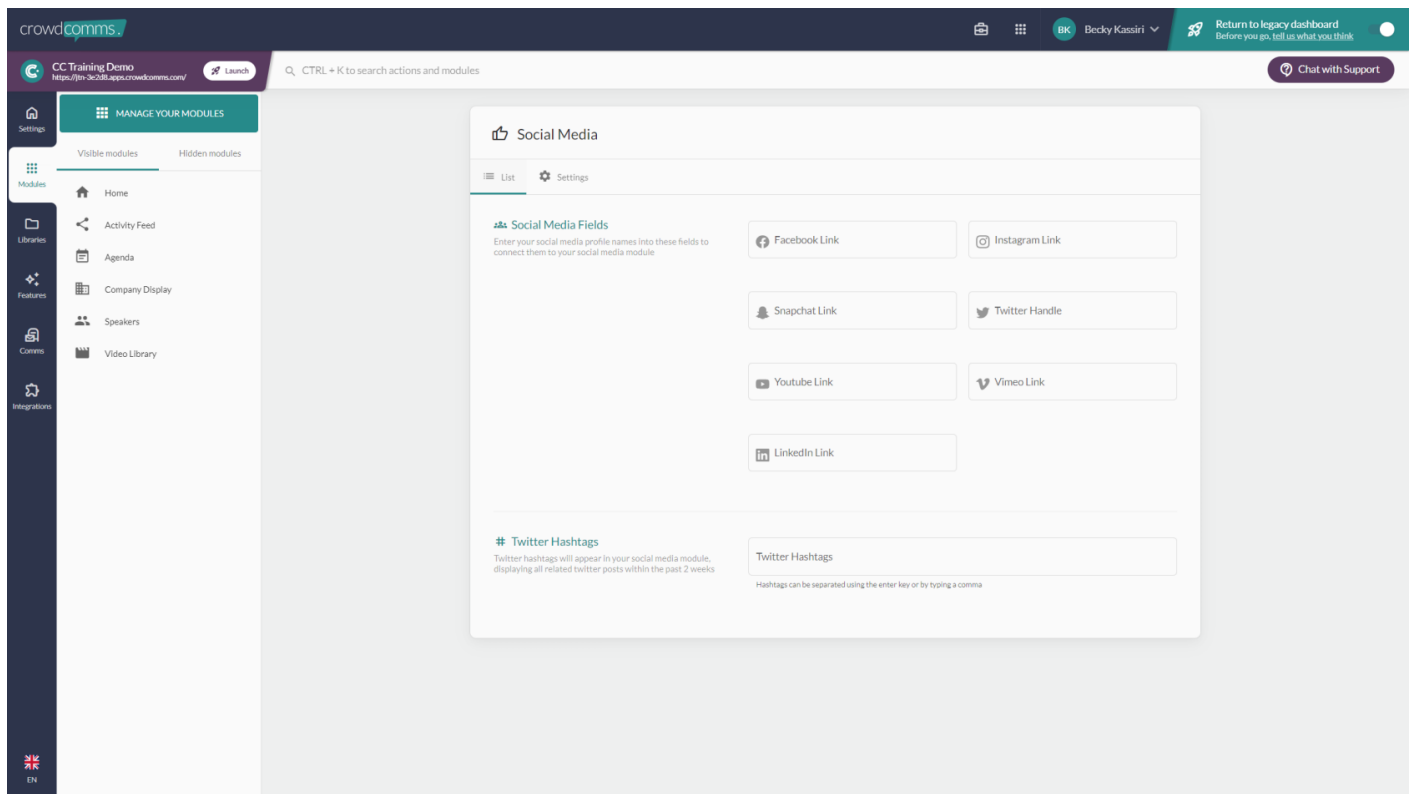 crowdcomms.
BK Becky Kassiri
Return to legacy dashboard
Before you go, tell us what you think
CC Training Demo
https://jtn-3e2d8.apps.crowdcomms.com/
Launch
CTRL + K to search actions and modules
Chat with Support
Settings
Modules
Libraries
Features
Comms
Integrations
EN
MANAGE YOUR MODULES
Visible modules Hidden modules
Home
Activity Feed
Agenda
Company Display
Speakers
Video Library
Social Media
List Settings
Social Media Fields
Enter your social media profile names into these fields to
connect them to your social media module
Facebook Link Instagram Link
Snapchat Link Twitter Handle
Youtube Link Vimeo Link
LinkedIn Link
# Twitter Hashtags
Twitter hashtags will appear in your social media module,
displaying all related twitter posts within the past 2 weeks
Twitter Hashtags
Hashtags can be separated using the enter key or by typing a comma